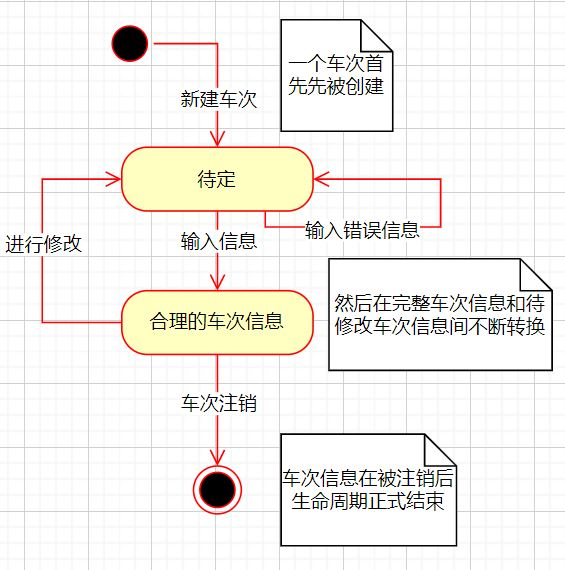 一个车次首
先先被创建
新建车次
待定
进行修改
输入信息
输入错误信息
合理的车次信息
然后在完整车次信息和待
修改车次信息间不断转换
车次注销
车次信息在被注销后
生命周期正式结束